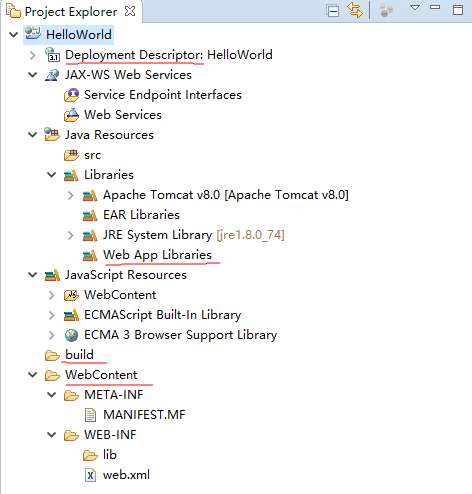 Project Explorer
HelloWorld
3.1 Deployment Descriptor: HelloWorld
JAX-WS Web Services
Service Endpoint Interfaces
Web Services
Java Resources
src
Libraries
Apache Tomcat v8.0 [Apache Tomcat v8.0]
EAR Libraries
JRE System Library [jre1.8.0_74]
Web App Libraries
JavaScript Resources
JS WebContent
ECMAScript Built-In Library
ECMA 3 Browser Support Library
build
WebContent
META-INF
MANIFEST.MF
WEB-INF
lib
x web.xml